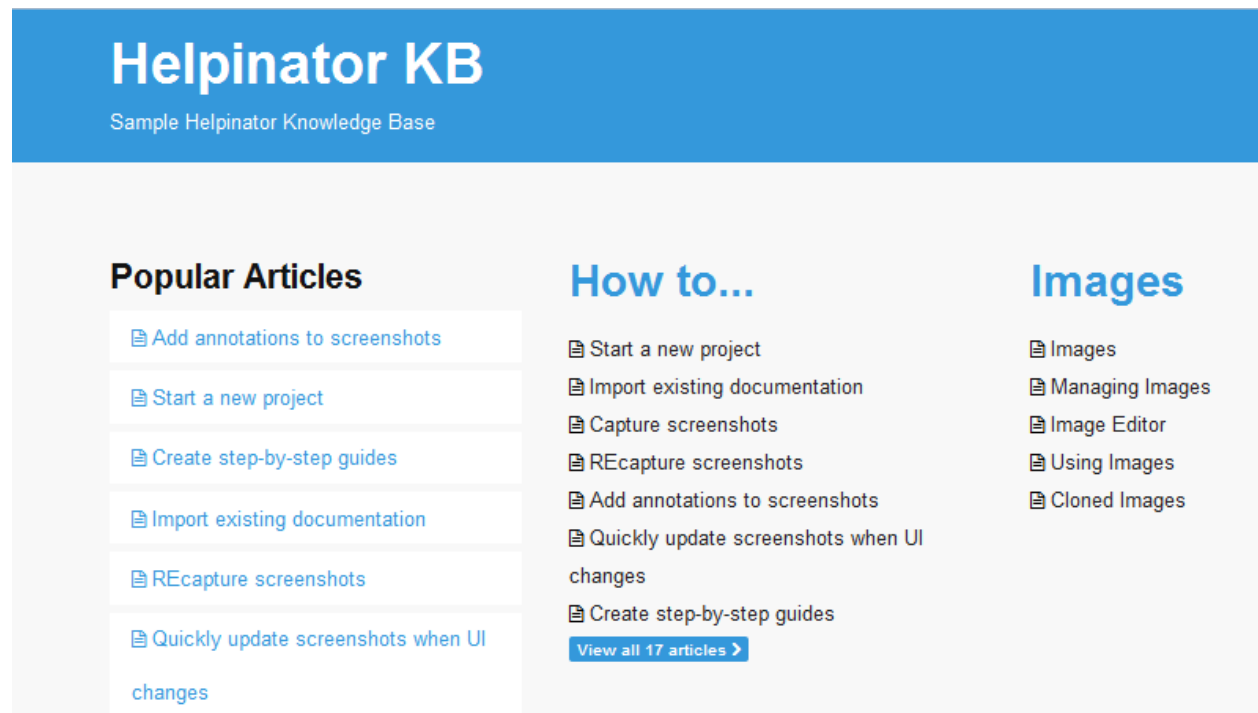 Helpinator KB
Sample Helpinator Knowledge Base
Popular Articles
Add annotations to screenshots
Start a new project
Create step-by-step guides
Import existing documentation
REcapture screenshots
Quickly update screenshots when UI
changes
How to...
Start a new project
Import existing documentation
Capture screenshots
REcapture screenshots
Add annotations to screenshots
Quickly update screenshots when UI
changes
Create step-by-step guides
View all 17 articles
Images
Images
Managing Images
Image Editor
Using Images
Cloned Images